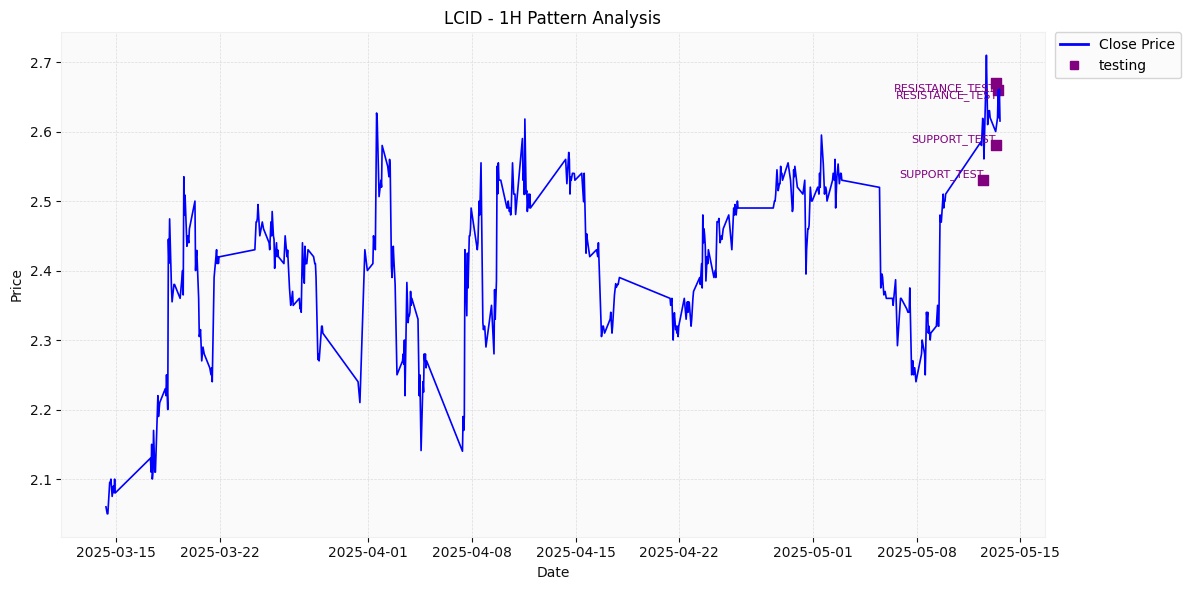 LCID - 1H Pattern Analysis
Close Price
testing
Price
2.7
2.6
2.5
2.4
2.3
2.2
2.1
RESISTANCE_TEST
RESISTANCE_TEST
SUPPORT_TEST
SUPPORT_TEST
2025-03-15
2025-03-22
2025-04-01
2025-04-08
2025-04-15
2025-04-22
2025-05-01
2025-05-08
2025-05-15
Date